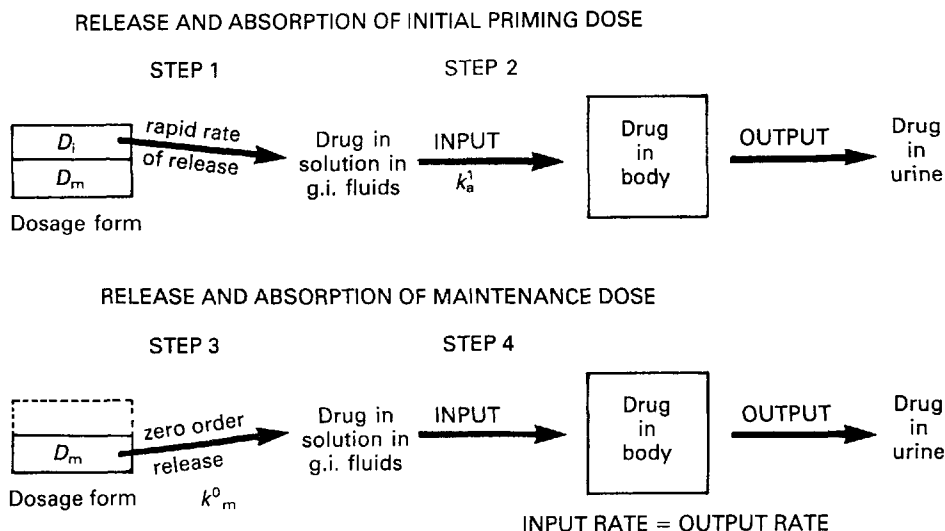 RELEASE AND ABSORPTION OF INITIAL PRIMING DOSE
STEP 1 STEP 2
Di
Dm
Dosage form
rapid rate
of release
Drug in
solution in
g.i. fluids
INPUT
k¹a
Drug
in
body
OUTPUT
Drug
in
urine
RELEASE AND ABSORPTION OF MAINTENANCE DOSE
STEP 3 STEP 4
Dm
Dosage form
zero order
release
k⁰m
Drug in
solution in
g.i. fluids
INPUT
Drug
in
body
OUTPUT
Drug
in
urine
INPUT RATE = OUTPUT RATE